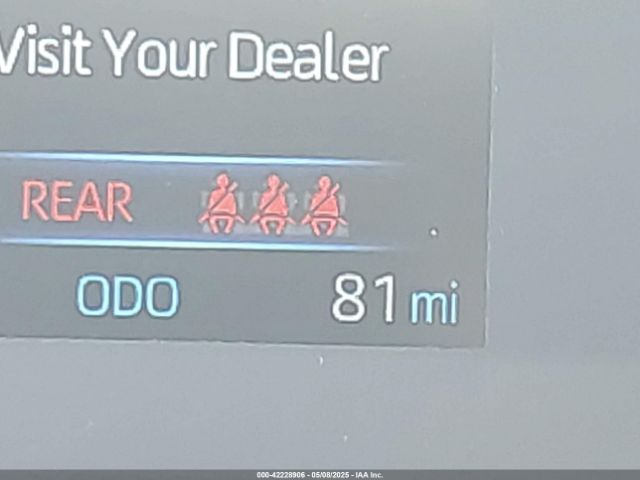 Visit Your Dealer
REAR
ODO 81 mi
000-42228906 - 05/08/2025 - IAA Inc.